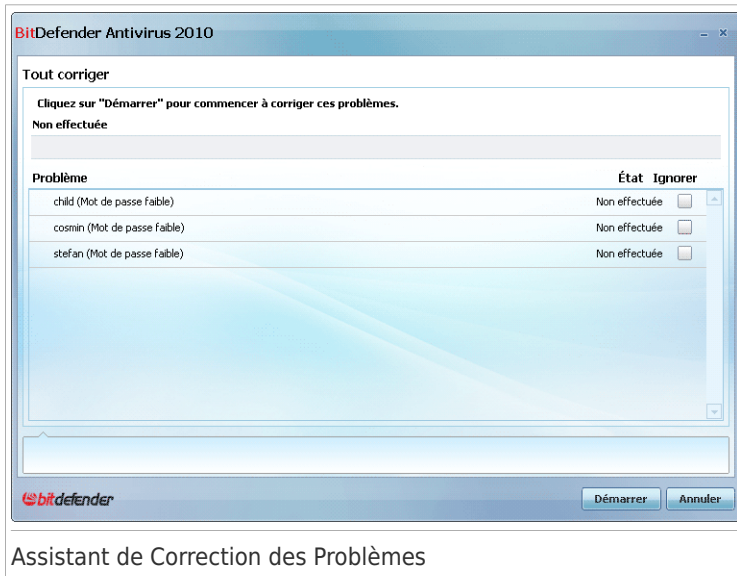 BitDefender Antivirus 2010
Tout corriger
Cliquez sur "Démarrer" pour commencer à corriger ces problèmes.
Non effectuée
Problème État Ignorer
child (Mot de passe faible) Non effectuée
cosmin (Mot de passe faible) Non effectuée
stefan (Mot de passe faible) Non effectuée
bitdefender Démarrer Annuler
Assistant de Correction des Problèmes